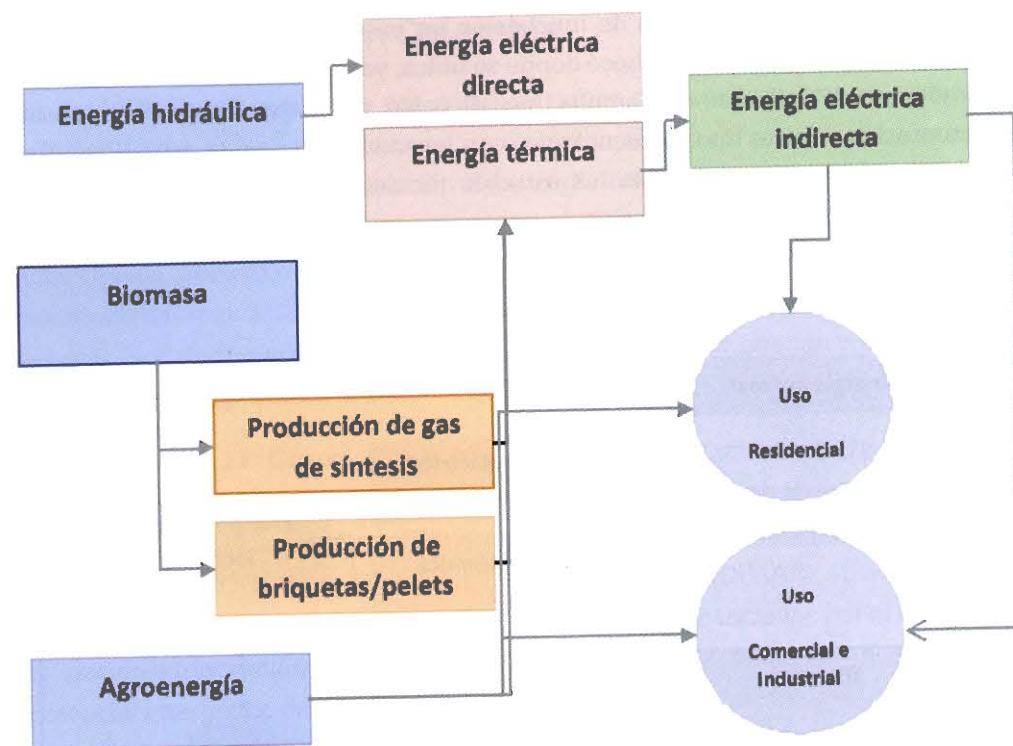 Energía eléctrica
directa
Energía hidráulica
Energía térmica
Energía eléctrica
indirecta
Biomasa
Producción de gas
de síntesis
Uso
Residencial
Producción de
briquetas/pelets
Uso
Comercial e
Industrial
Agroenergía